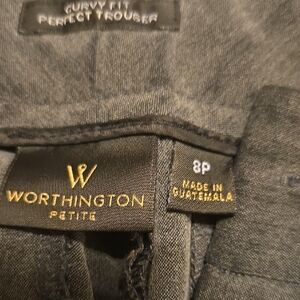 CURVY FIT
PERFECT TROUSER
W
WORTHINGTON
PETITE
8P
MADE IN
GUATEMALA